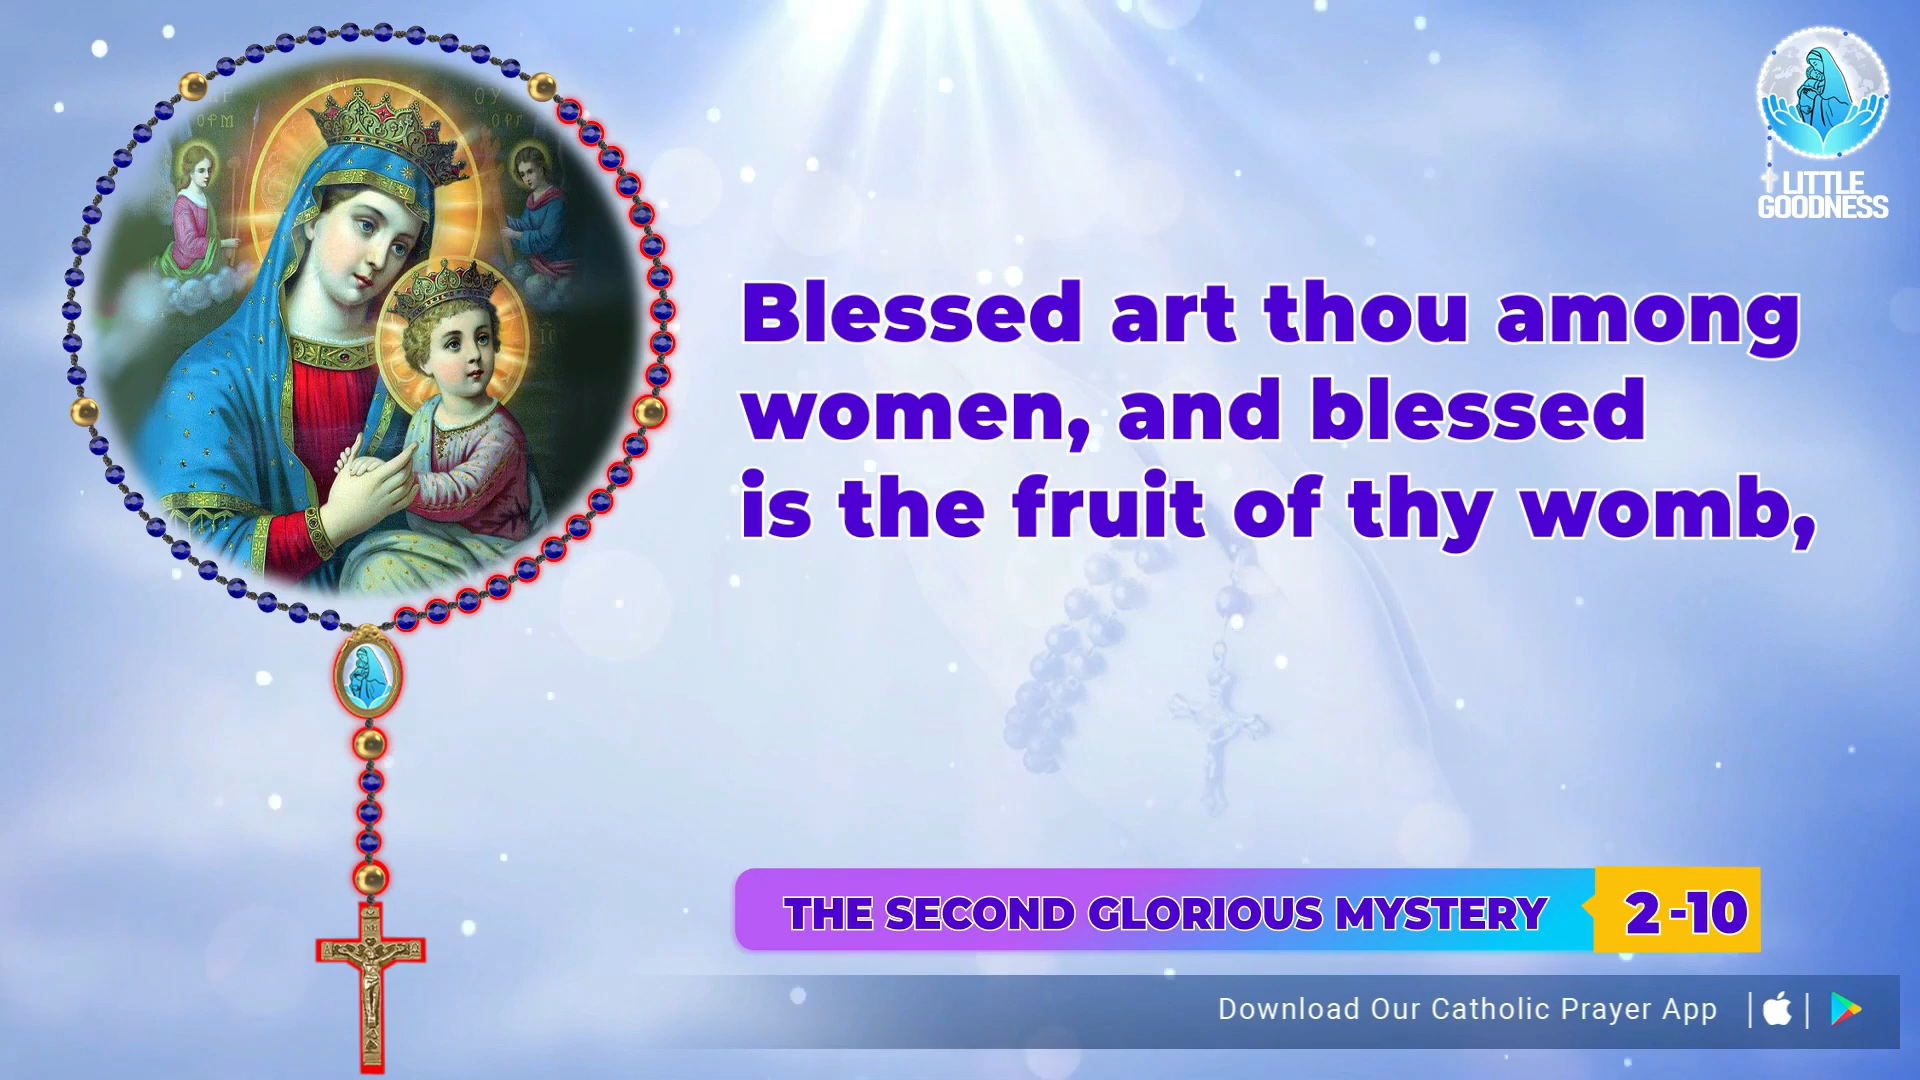 LITTLE
GOODNESS
Blessed art thou among
women, and blessed
is the fruit of thy womb,
THE SECOND GLORIOUS MYSTERY
2-10
Download Our Catholic Prayer App